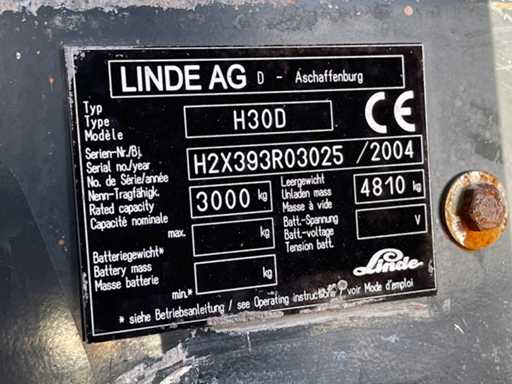 LINDE AG D - Aschaffenburg
Typ
Type
Modèle
H30D
CE
Serien-Nr./Bj.
Serial no./year
No. de Série/année
H2X393R03025 / 2004
Nenn-Tragfähigk.
Rated capacity
Capacité nominale
3000 kg
Leergewicht
Unladen mass
Masse à vide
4810 kg
max. kg
Batteriegewicht*
Battery mass
Masse batterie
min.* kg
Batt.-Spannung
Batt.-voltage
Tension batt.
V
Linde
* siehe Betriebsanleitung / see Operating instructions / voir Mode d'emploi